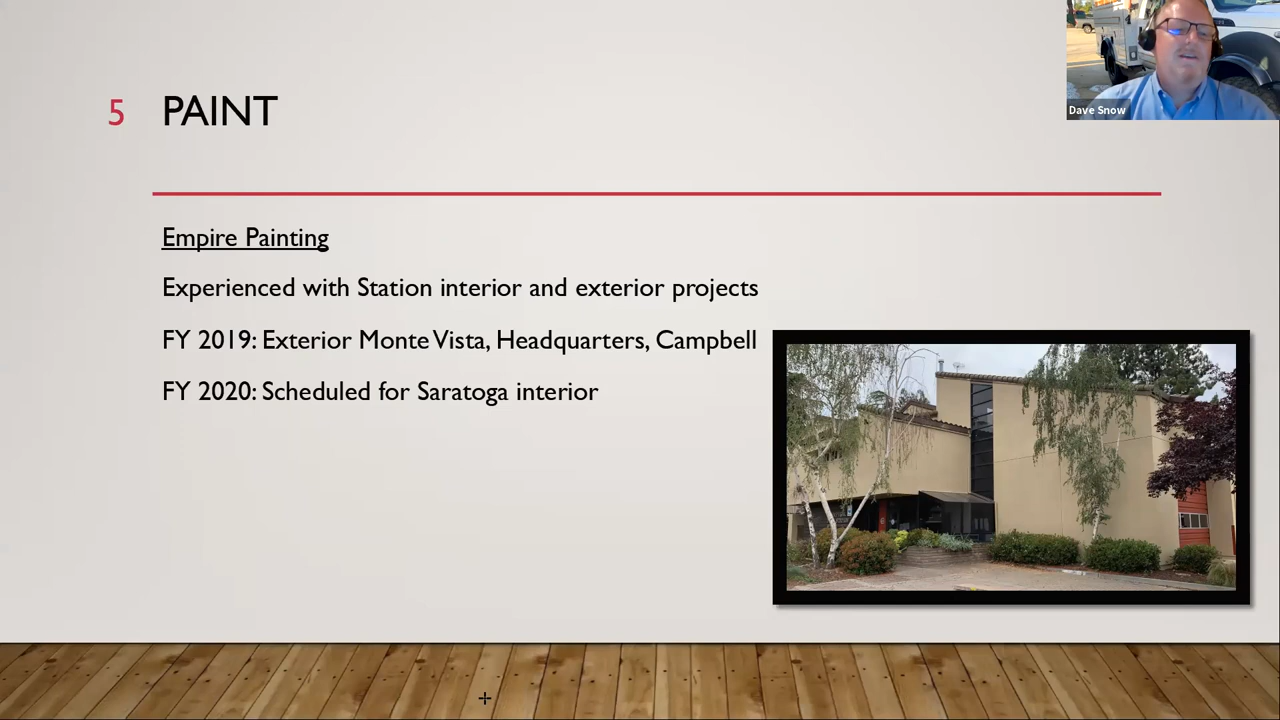 5 PAINT
Dave Snow
Empire Painting
Experienced with Station interior and exterior projects
FY 2019: Exterior Monte Vista, Headquarters, Campbell
FY 2020: Scheduled for Saratoga interior